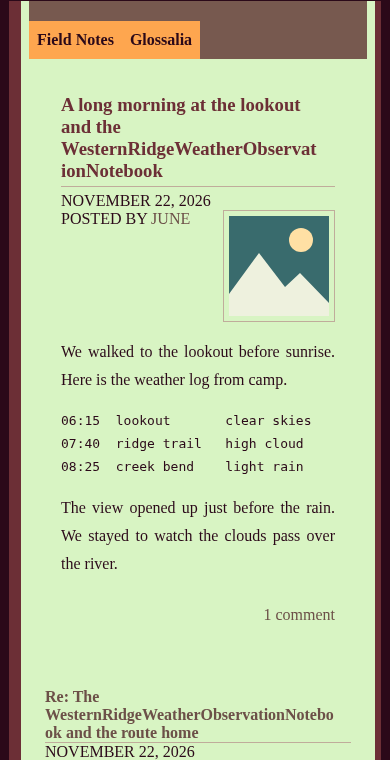 Field Notes Glossalia
A long morning at the lookout
and the
WesternRidgeWeatherObservat
ionNotebook
NOVEMBER 22, 2026
POSTED BY JUNE
We walked to the lookout before sunrise.
Here is the weather log from camp.
06:15 lookout clear skies
07:40 ridge trail high cloud
08:25 creek bend light rain
The view opened up just before the rain.
We stayed to watch the clouds pass over
the river.
1 comment
Re: The
WesternRidgeWeatherObservationNotebo
ok and the route home
NOVEMBER 22, 2026